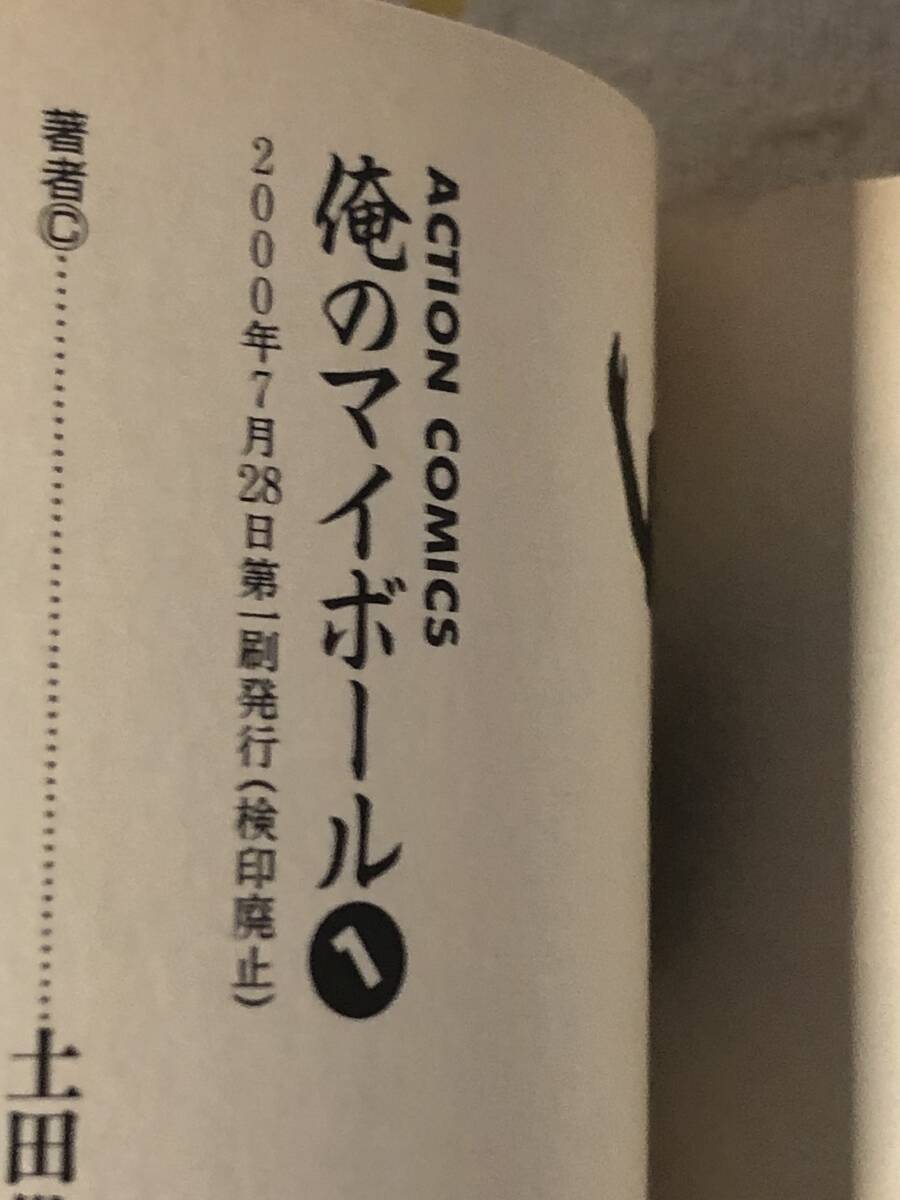 ACTION COMICS
俺のマイボール❶
2000年7月28日第一刷発行(検印廃止)
著者Ⓒ……………………………土田